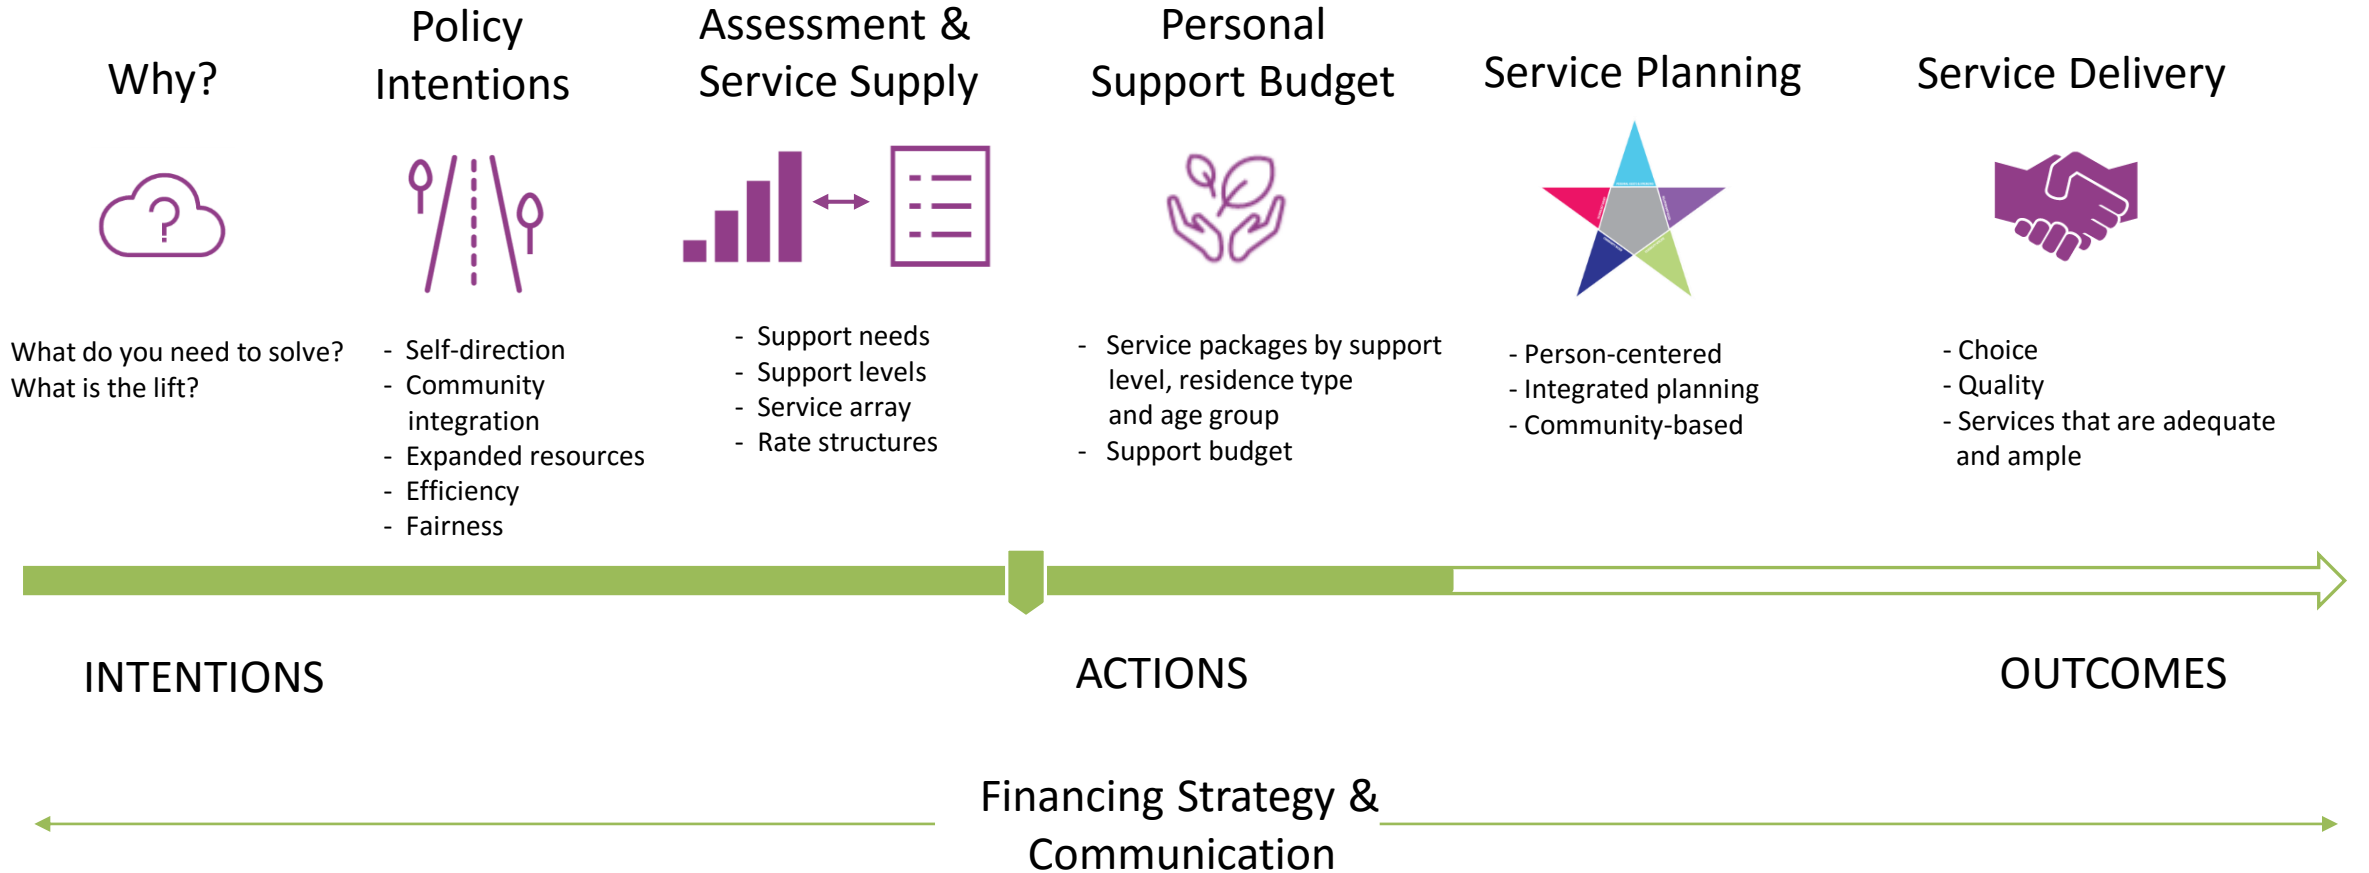 Why?
Policy
Intentions
Assessment &
Service Supply
Personal
Support Budget
Service Planning
Service Delivery
?
What do you need to solve?
What is the lift?
- Self-direction
- Community
integration
- Expanded resources
- Efficiency
- Fairness
- Support needs
- Support levels
- Service array
- Rate structures
- Service packages by support
level, residence type
and age group
- Support budget
- Person-centered
- Integrated planning
- Community-based
- Choice
- Quality
- Services that are adequate
and ample
INTENTIONS
ACTIONS
OUTCOMES
Financing Strategy &
Communication